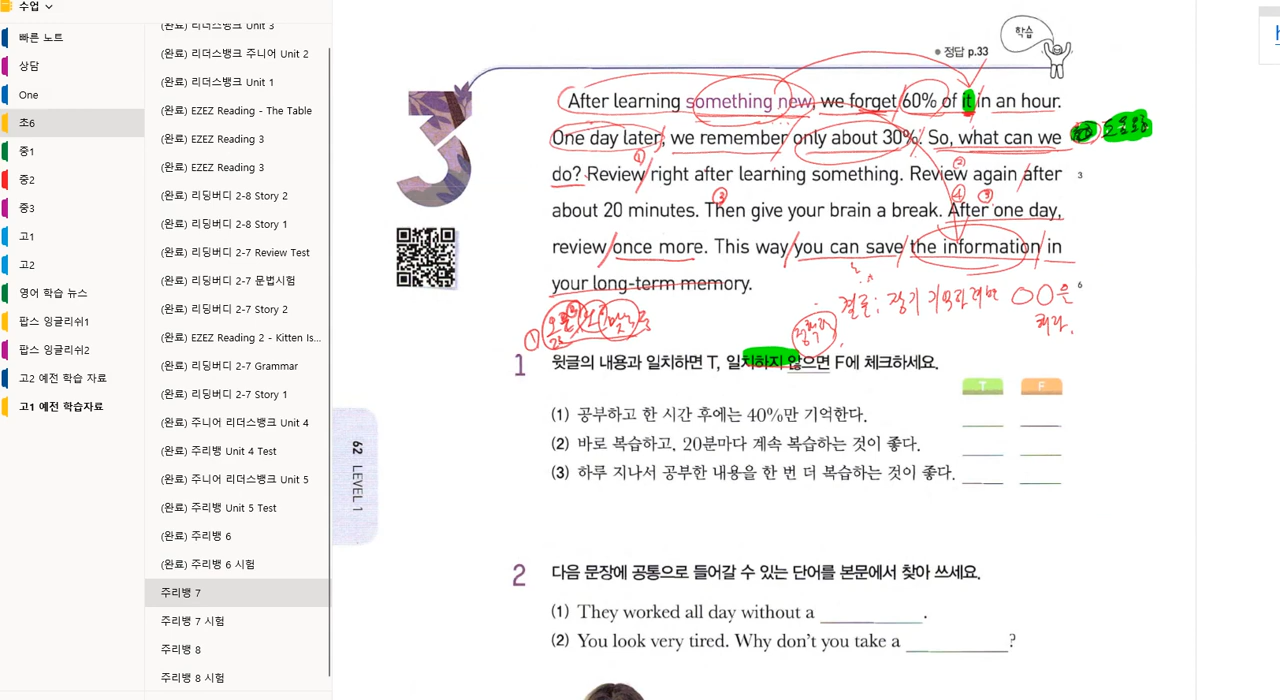 수업
빠른 노트
상담
One
초6
중1
중2
중3
고1
고2
영어 학습 뉴스
팝스 잉글리쉬1
팝스 잉글리쉬2
고2 예전 학습 자료
고1 예전 학습자료
(완료) 리더스뱅크 Unit 3
(완료) 리더스뱅크 주니어 Unit 2
(완료) 리더스뱅크 Unit 1
(완료) EZEZ Reading - The Table
(완료) EZEZ Reading 3
(완료) EZEZ Reading 3
(완료) 리딩버디 2-8 Story 2
(완료) 리딩버디 2-8 Story 1
(완료) 리딩버디 2-7 Review Test
(완료) 리딩버디 2-7 문법시험
(완료) 리딩버디 2-7 Story 2
(완료) EZEZ Reading 2 - Kitten Is...
(완료) 리딩버디 2-7 Grammar
(완료) 리딩버디 2-7 Story 1
(완료) 주니어 리더스뱅크 Unit 4
(완료) 주리뱅 Unit 4 Test
(완료) 주니어 리더스뱅크 Unit 5
(완료) 주리뱅 Unit 5 Test
(완료) 주리뱅 6
(완료) 주리뱅 6 시험
주리뱅 7
주리뱅 7 시험
주리뱅 8
주리뱅 8 시험
학습
• 정답 p.33
3
After learning something new, we forget 60% of it in an hour.
One day later, we remember only about 30%. So, what can we
do? Review right after learning something. Review again after
3
about 20 minutes. Then give your brain a break. After one day,
review once more. This way you can save the information in
your long-term memory.
6
결론: 장기 기억하려면 ○○은
해라.
1 윗글의 내용과 일치하면 T, 일치하지 않으면 F에 체크하세요.
T F
(1) 공부하고 한 시간 후에는 40%만 기억한다.
(2) 바로 복습하고, 20분마다 계속 복습하는 것이 좋다.
(3) 하루 지나서 공부한 내용을 한 번 더 복습하는 것이 좋다.
62 LEVEL 1
2 다음 문장에 공통으로 들어갈 수 있는 단어를 본문에서 찾아 쓰세요.
(1) They worked all day without a ________.
(2) You look very tired. Why don't you take a ________?